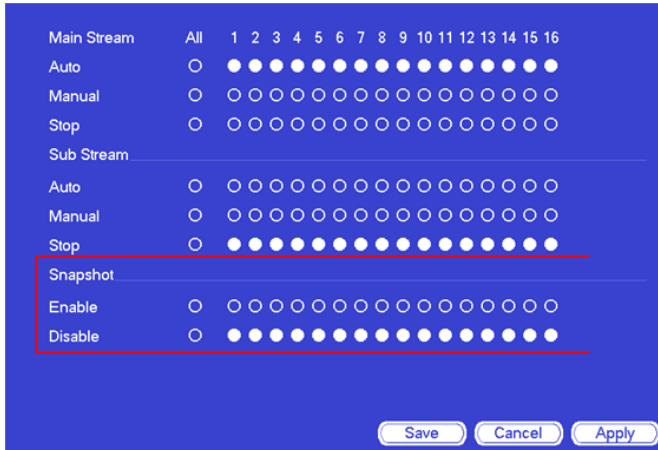 Main Stream All 1 2 3 4 5 6 7 8 9 10 11 12 13 14 15 16
Auto
Manual
Stop
Sub Stream
Auto
Manual
Stop
Snapshot
Enable
Disable
Save Cancel Apply